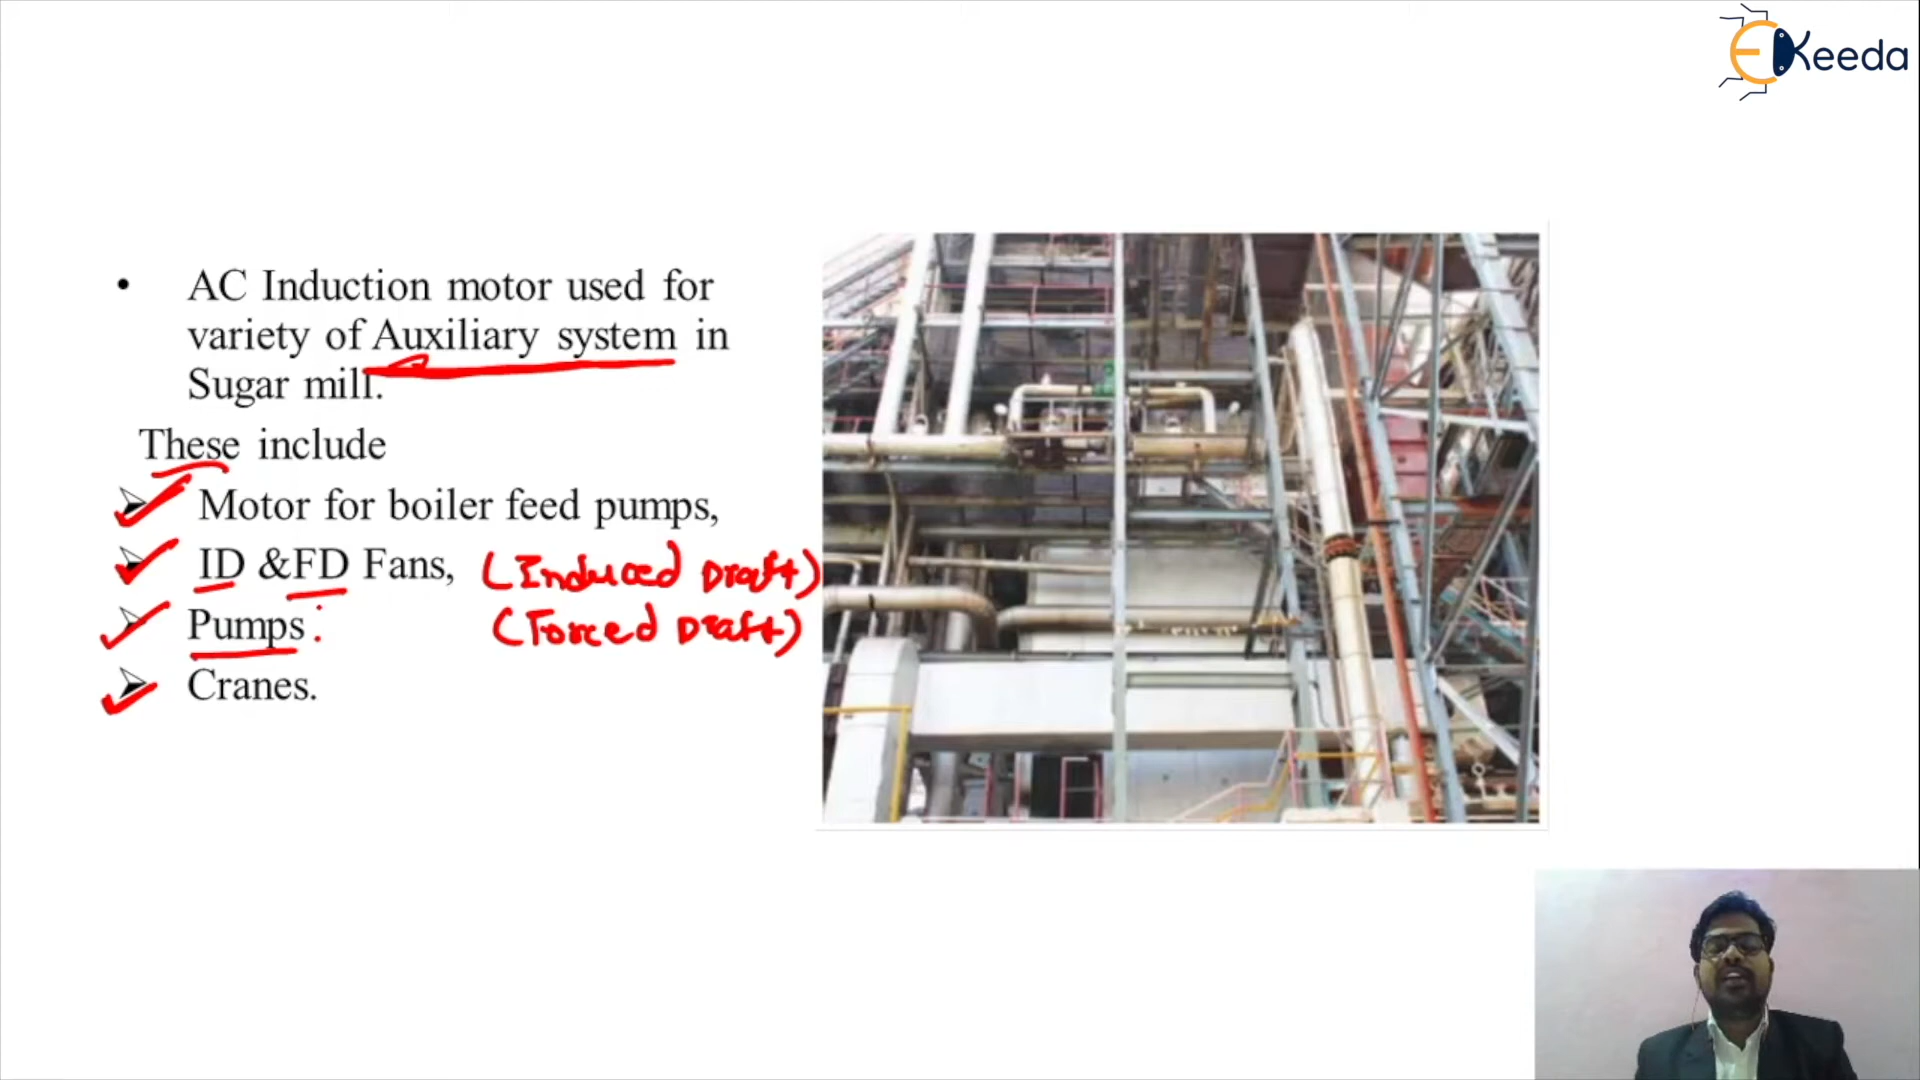 EKeeda
• AC Induction motor used for
variety of Auxiliary system in
Sugar mill.
These include
➢ Motor for boiler feed pumps,
➢ ID &FD Fans, (Induced Draft)
➢ Pumps : (Forced Draft)
➢ Cranes.